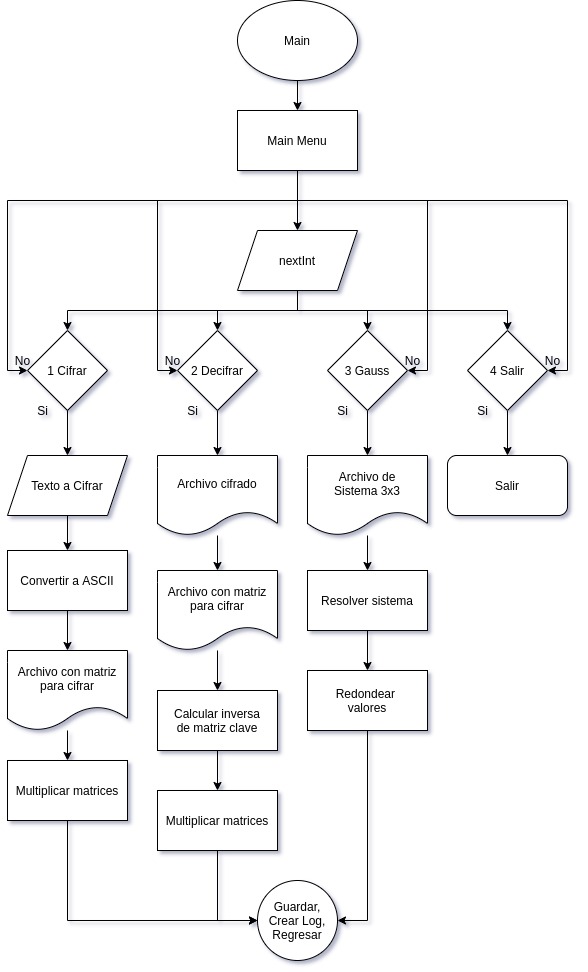 Main
Main Menu
nextInt
No
1 Cifrar
No
2 Decifrar
3 Gauss
No
4 Salir
No
Si
Si
Si
Si
Texto a Cifrar
Archivo cifrado
Archivo de
Sistema 3x3
Salir
Convertir a ASCII
Archivo con matriz
para cifrar
Resolver sistema
Archivo con matriz
para cifrar
Calcular inversa
de matriz clave
Redondear
valores
Multiplicar matrices
Multiplicar matrices
Guardar,
Crear Log,
Regresar